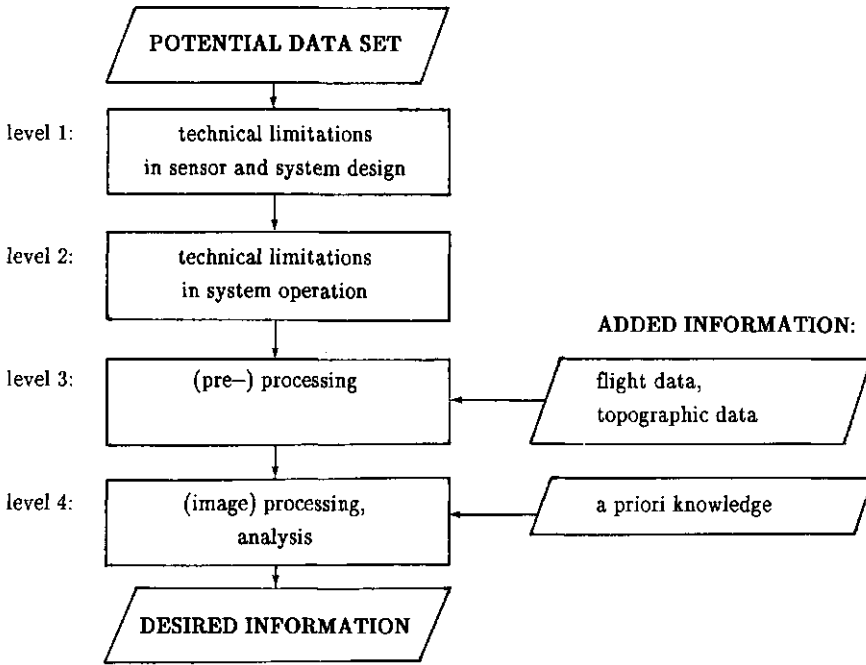 POTENTIAL DATA SET
level 1:
technical limitations
in sensor and system design
level 2:
technical limitations
in system operation
ADDED INFORMATION:
level 3:
(pre–) processing
flight data,
topographic data
level 4:
(image) processing,
analysis
a priori knowledge
DESIRED INFORMATION